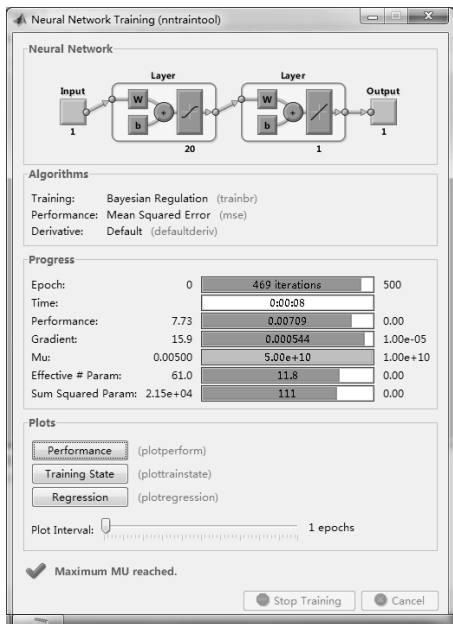 Neural Network Training (nntraintool)
Neural Network
Layer Layer
Input Output
W W
b b
+ +
1 20 1 1
Algorithms
Training: Bayesian Regulation (trainbr)
Performance: Mean Squared Error (mse)
Derivative: Default (defaultderiv)
Progress
Epoch: 0 469 iterations 500
Time: 0:00:08
Performance: 7.73 0.00709 0.00
Gradient: 15.9 0.000544 1.00e-05
Mu: 0.00500 5.00e+10 1.00e+10
Effective # Param: 61.0 11.8 0.00
Sum Squared Param: 2.15e+04 111 0.00
Plots
Performance (plotperform)
Training State (plottrainstate)
Regression (plotregression)
Plot Interval: 1 epochs
Maximum MU reached.
Stop Training Cancel